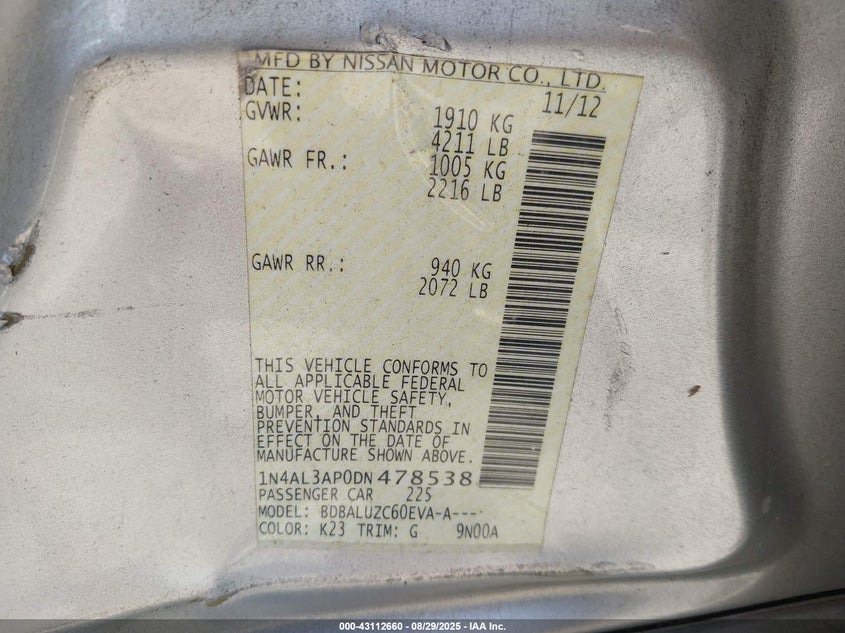 MFD BY NISSAN MOTOR CO., LTD.
DATE: 11/12
GVWR: 1910 KG
4211 LB
GAWR FR.: 1005 KG
2216 LB
GAWR RR.: 940 KG
2072 LB
THIS VEHICLE CONFORMS TO
ALL APPLICABLE FEDERAL
MOTOR VEHICLE SAFETY,
BUMPER, AND THEFT
PREVENTION STANDARDS IN
EFFECT ON THE DATE OF
MANUFACTURE SHOWN ABOVE.
1N4AL3AP0DN478538
PASSENGER CAR 225
MODEL: BDBALUZC60EVA-A----
COLOR: K23 TRIM: G 9N00A
000-43112660 - 08/29/2025 - IAA Inc.